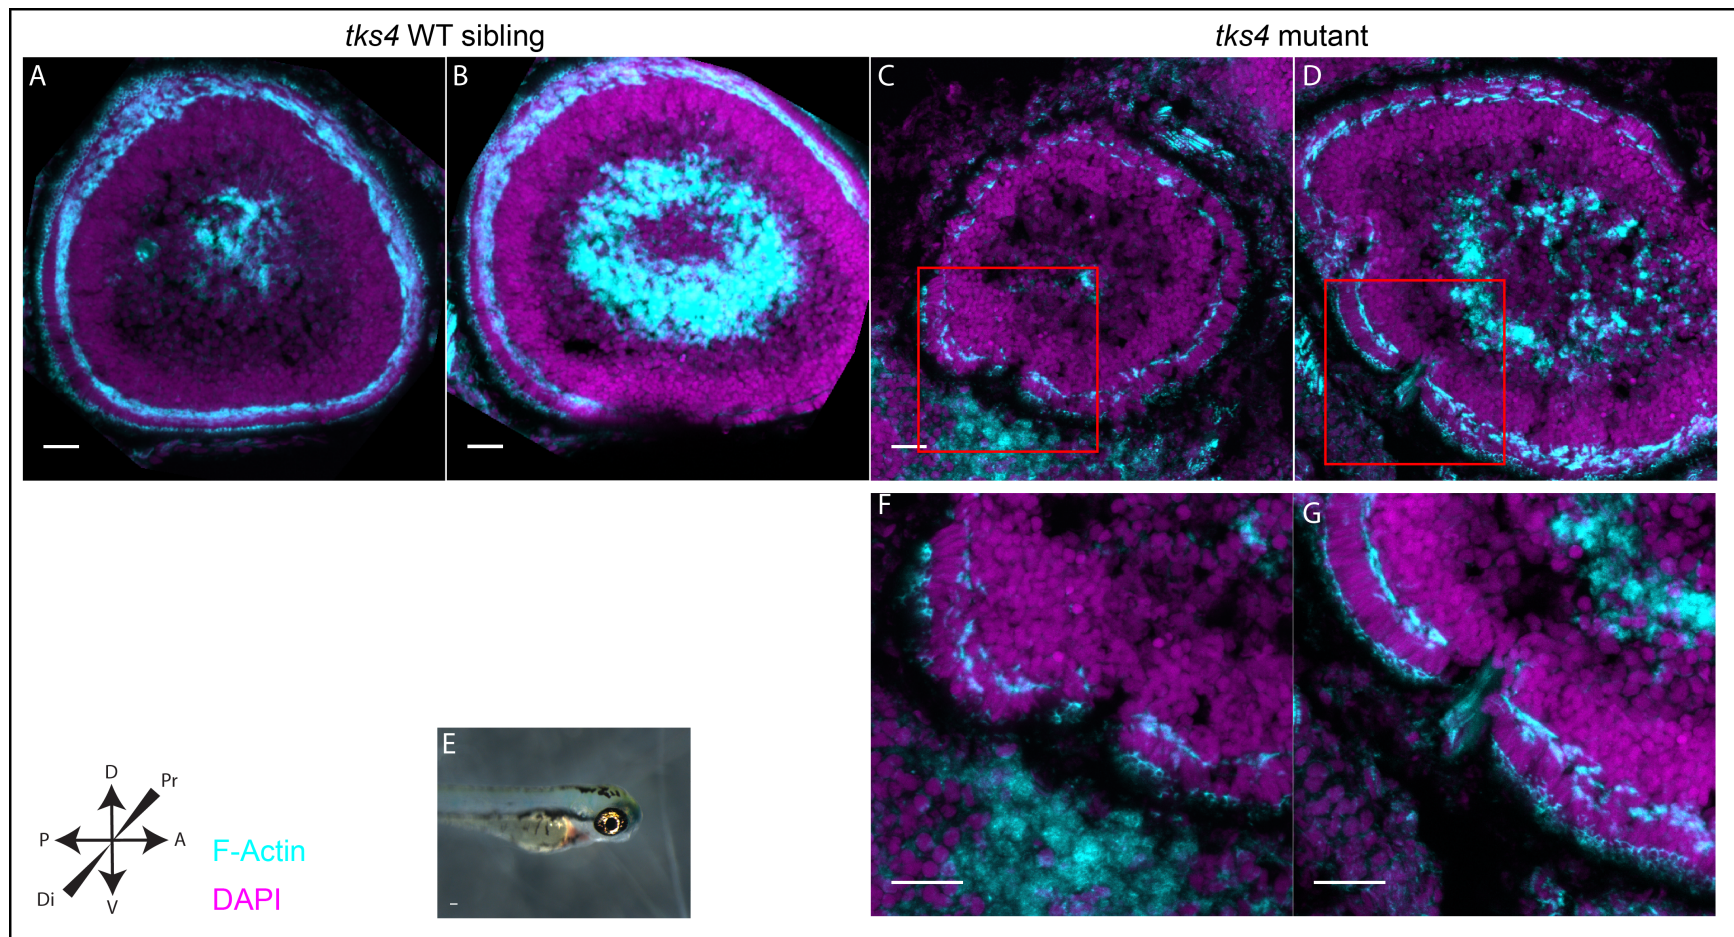 tks4 WT sibling
tks4 mutant
A
B
C
D
F
G
E
D
Pr
P
A
Di
V
F-Actin
DAPI